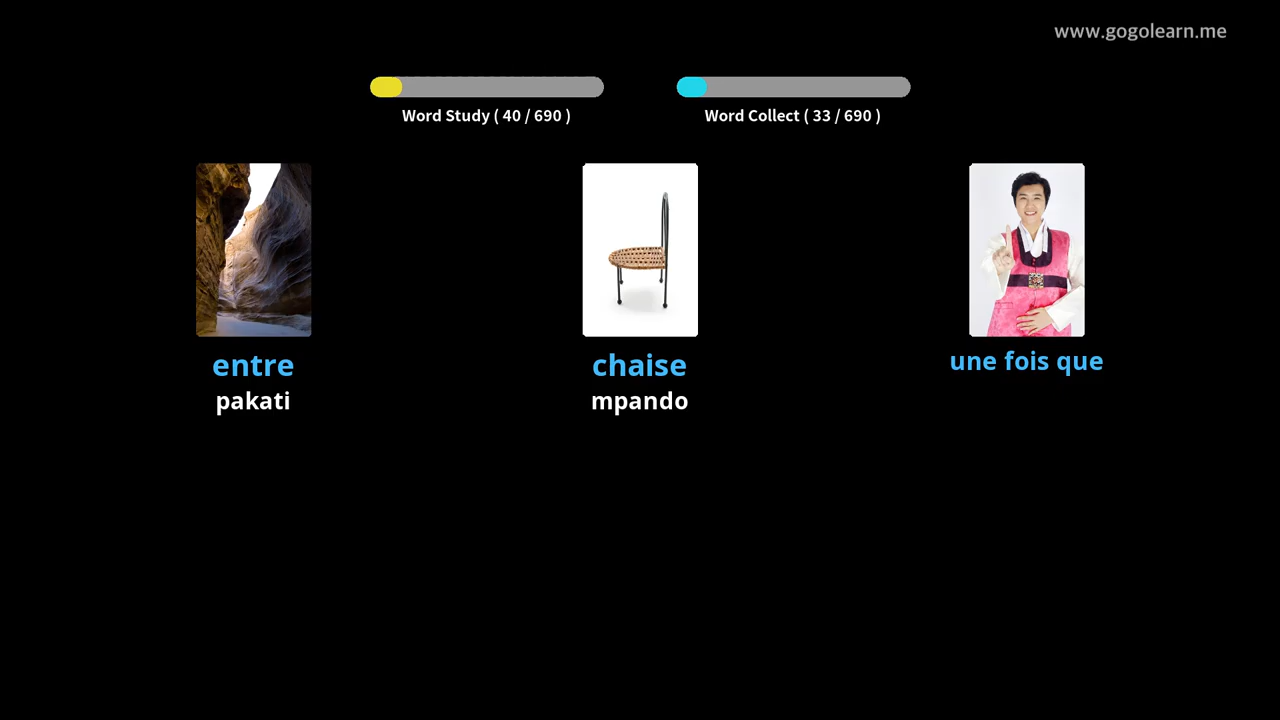 www.gogolearn.me
Word Study ( 40 / 690 )
Word Collect ( 33 / 690 )
entre
pakati
chaise
mpando
une fois que